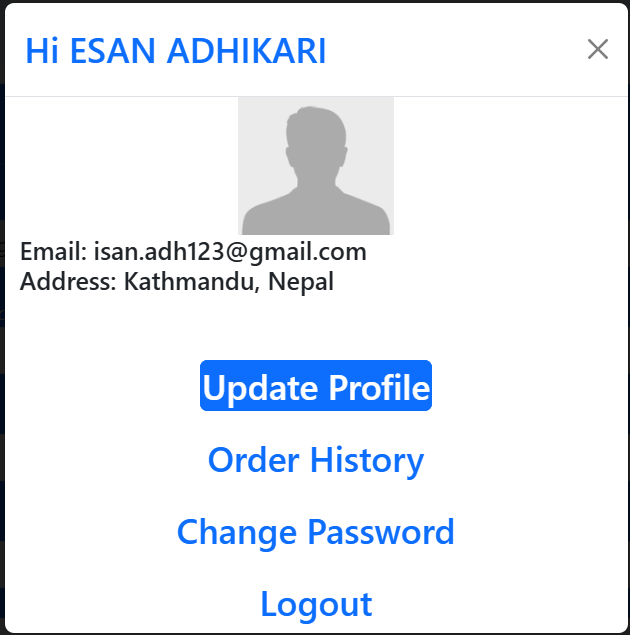 Hi ESAN ADHIKARI
Email: isan.adh123@gmail.com
Address: Kathmandu, Nepal
Update Profile
Order History
Change Password
Logout